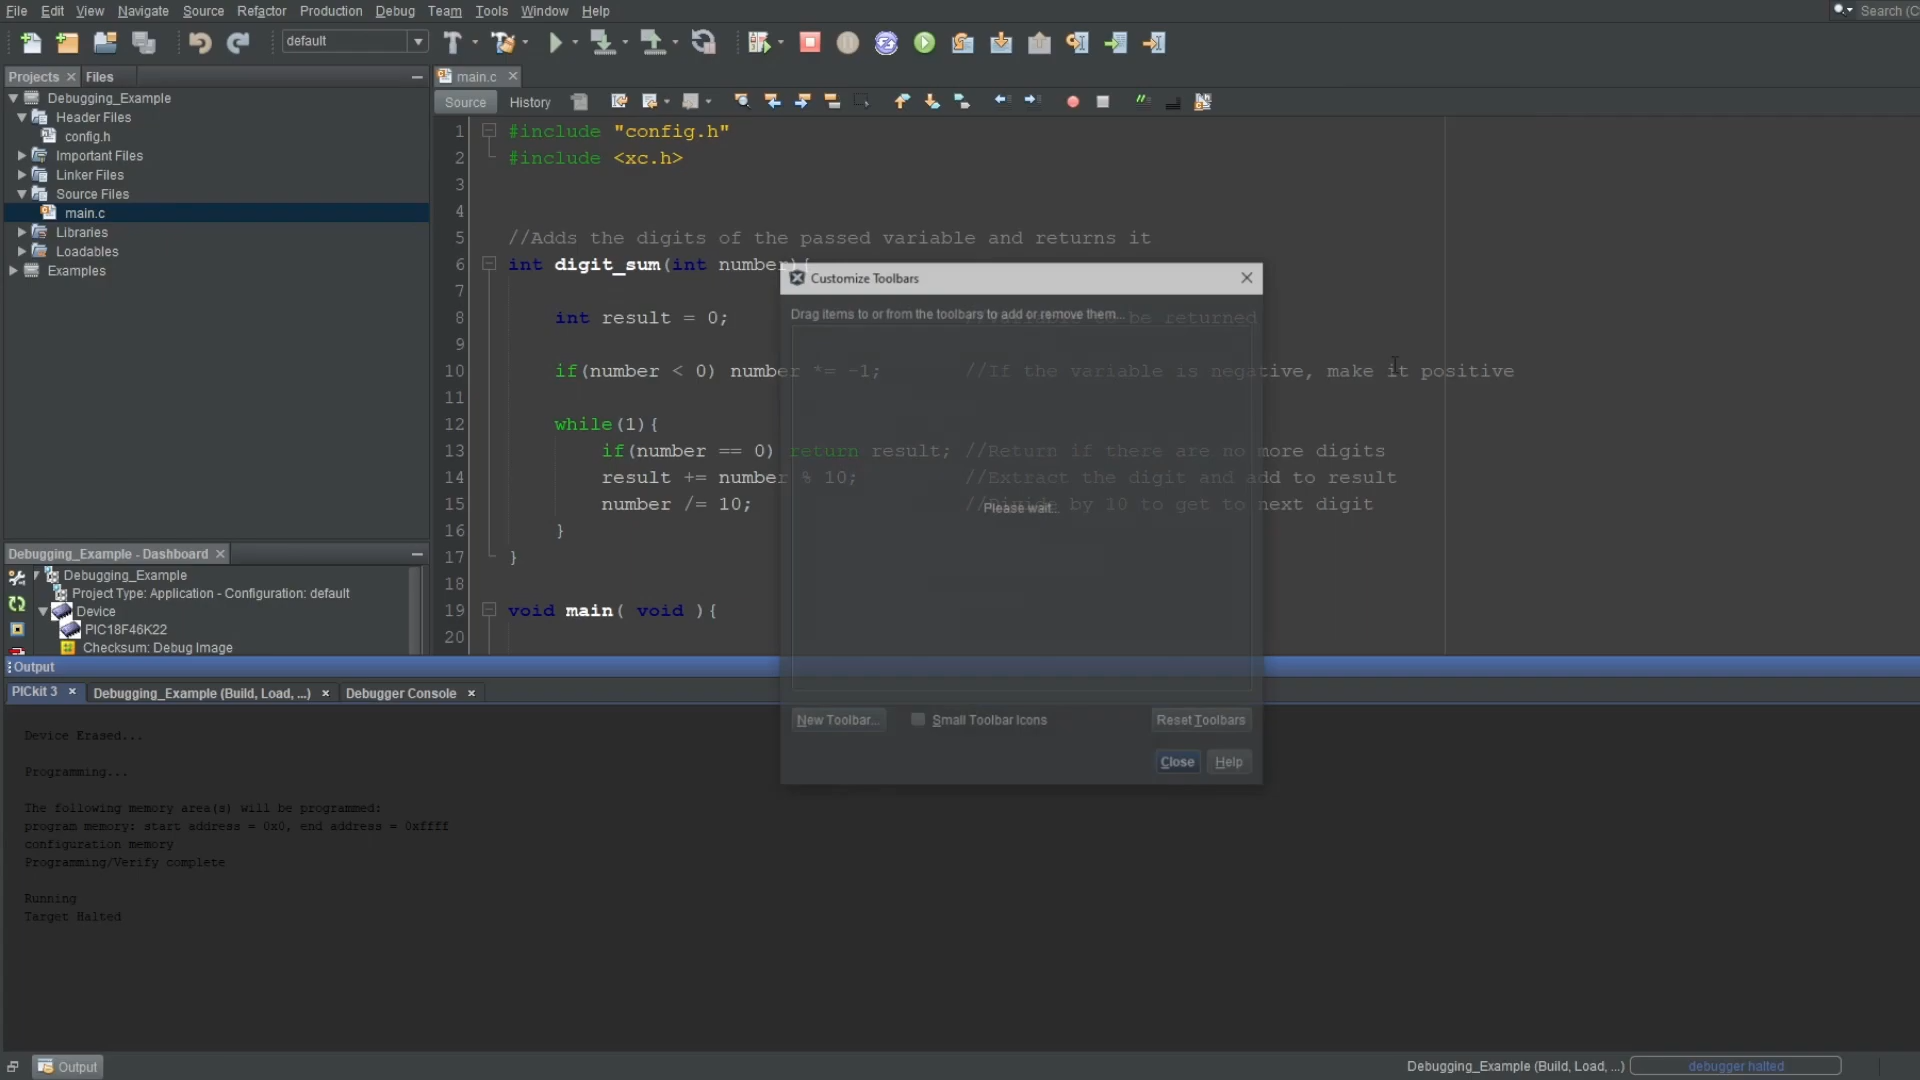 File Edit View Navigate Source Refactor Production Debug Team Tools Window Help
Search (C
default
Projects Files
Debugging_Example
Header Files
config.h
Important Files
Linker Files
Source Files
main.c
Libraries
Loadables
Examples
Debugging_Example - Dashboard
Debugging_Example
Project Type: Application - Configuration: default
Device
PIC18F46K22
Checksum: Debug Image
main.c
Source History
1 #include "config.h"
2 #include <xc.h>
3
4
5 //Adds the digits of the passed variable and returns it
6 int digit_sum(int number){
7
8 int result = 0; //Variable to be returned
9
10 if(number < 0) number *= -1; //If the variable is negative, make it positive
11
12 while(1){
13 if(number == 0) return result; //Return if there are no more digits
14 result += number % 10; //Extract the digit and add to result
15 number /= 10; //Divide by 10 to get to next digit
16 }
17 }
18
19 void main( void ){
20
Customize Toolbars
Drag items to or from the toolbars to add or remove them...
Please wait...
New Toolbar... Small Toolbar Icons Reset Toolbars
Close Help
Output
PICkit 3 Debugging_Example (Build, Load, ...) Debugger Console
Device Erased...
Programming...
The following memory area(s) will be programmed:
program memory: start address = 0x0, end address = 0xffff
configuration memory
Programming/Verify complete
Running
Target Halted
Output
Debugging_Example (Build, Load, ...) debugger halted